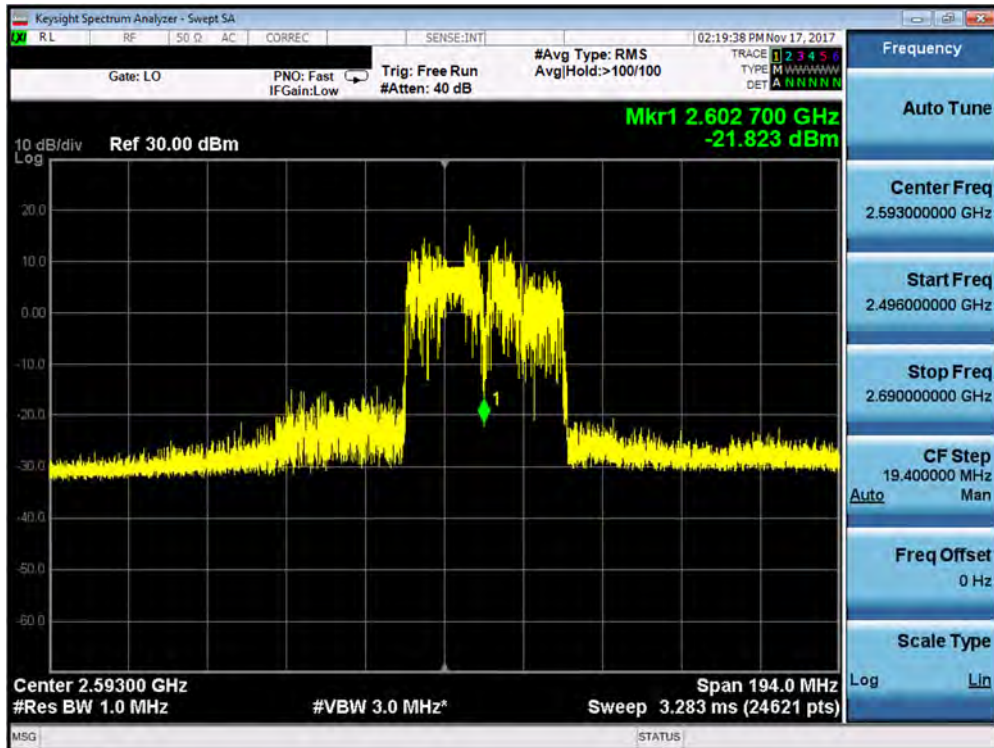 Keysight Spectrum Analyzer - Swept SA
LXI RL RF 50 Ω AC CORREC SENSE:INT 02:19:38 PM Nov 17, 2017
Gate: LO PNO: Fast IFGain:Low Trig: Free Run #Atten: 40 dB #Avg Type: RMS Avg|Hold:>100/100
TRACE 1 2 3 4 5 6
TYPE M WWWWW
DET A N N N N N
Mkr1 2.602 700 GHz
-21.823 dBm
10 dB/div Ref 30.00 dBm
Log
20.0
10.0
0.00
-10.0
1
-20.0
-30.0
-40.0
-50.0
-60.0
Center 2.59300 GHz Span 194.0 MHz
#Res BW 1.0 MHz #VBW 3.0 MHz* Sweep 3.283 ms (24621 pts)
MSG STATUS
Frequency
Auto Tune
Center Freq
2.593000000 GHz
Start Freq
2.496000000 GHz
Stop Freq
2.690000000 GHz
CF Step
19.400000 MHz
Auto Man
Freq Offset
0 Hz
Scale Type
Log Lin